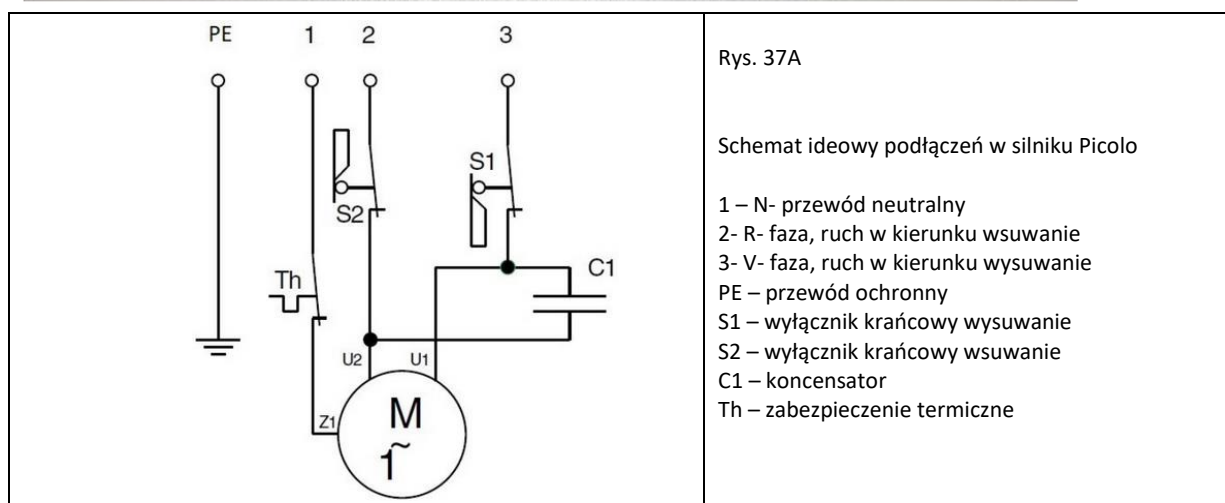 PE 1 2 3
S1
S2
Th
C1
U2 U1
Z1
M
1~
Rys. 37A
Schemat ideowy podłączeń w silniku Picolo
1 – N- przewód neutralny
2- R- faza, ruch w kierunku wsuwanie
3- V- faza, ruch w kierunku wysuwanie
PE – przewód ochronny
S1 – wyłącznik krańcowy wysuwanie
S2 – wyłącznik krańcowy wsuwanie
C1 – koncensator
Th – zabezpieczenie termiczne